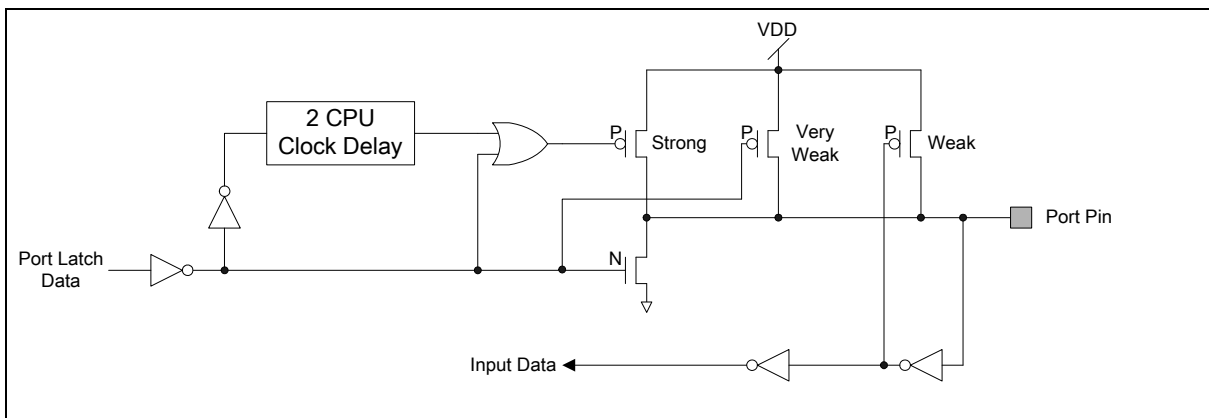 VDD
2 CPU
Clock Delay
P
Strong
P
Very
Weak
P
Weak
Port Pin
Port Latch
Data
N
Input Data